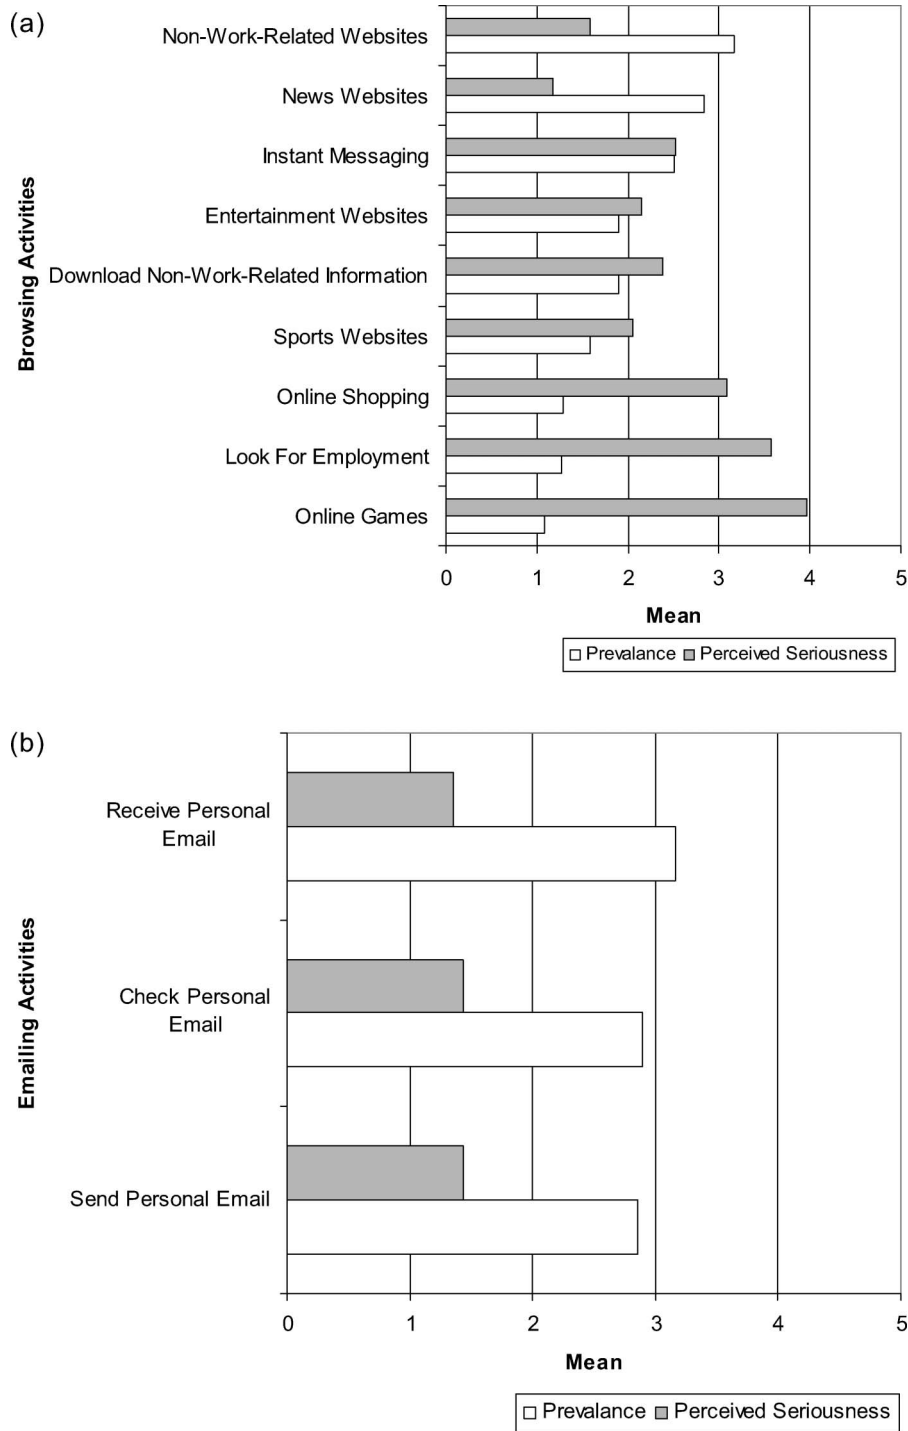 (a)
Non-Work-Related Websites
News Websites
Instant Messaging
Entertainment Websites
Download Non-Work-Related Information
Sports Websites
Online Shopping
Look For Employment
Online Games
Browsing Activities
0 1 2 3 4 5
Mean
Prevalance Perceived Seriousness
(b)
Receive Personal
Email
Check Personal
Email
Send Personal Email
Emailing Activities
0 1 2 3 4 5
Mean
Prevalance Perceived Seriousness